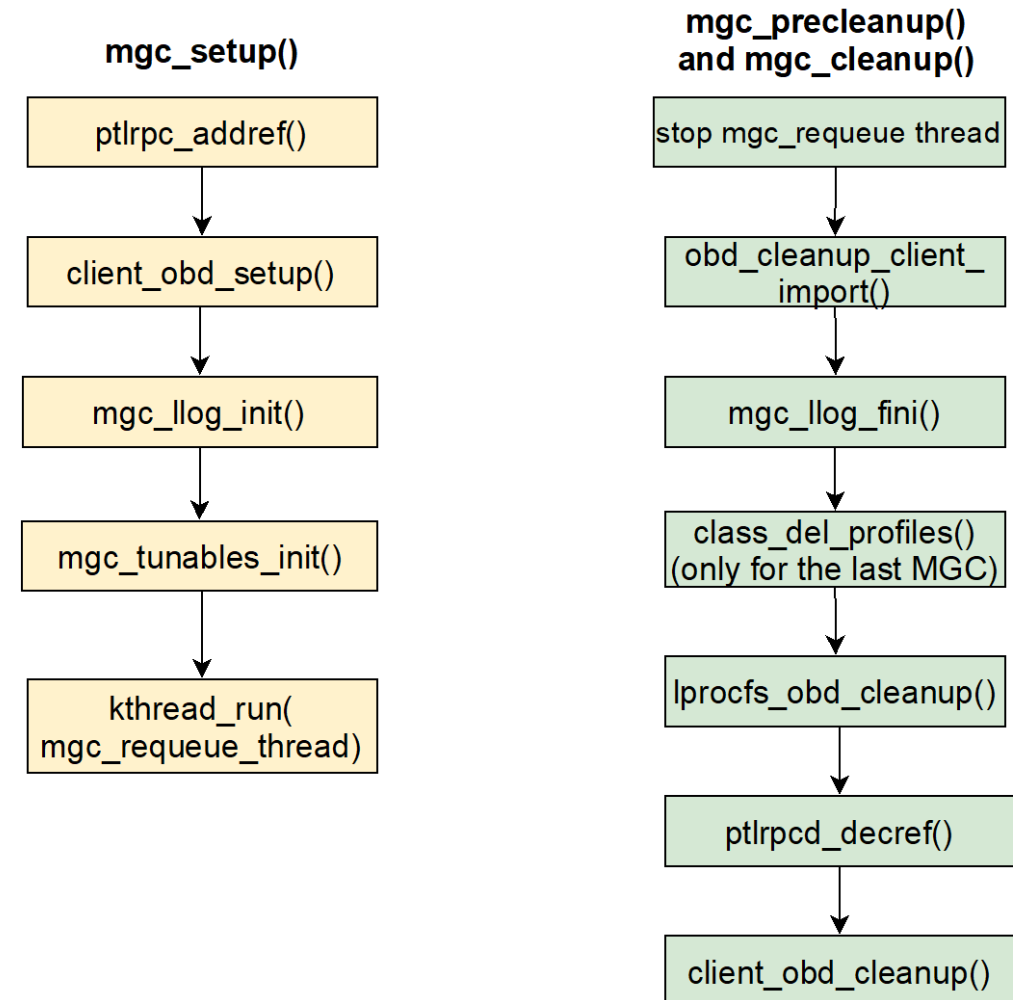 mgc_setup()
ptlrpc_addref()
client_obd_setup()
mgc_llog_init()
mgc_tunables_init()
kthread_run(
mgc_requeue_thread)
mgc_precleanup()
and mgc_cleanup()
stop mgc_requeue thread
obd_cleanup_client_
import()
mgc_llog_fini()
class_del_profiles()
(only for the last MGC)
lprocfs_obd_cleanup()
ptlrpcd_decref()
client_obd_cleanup()